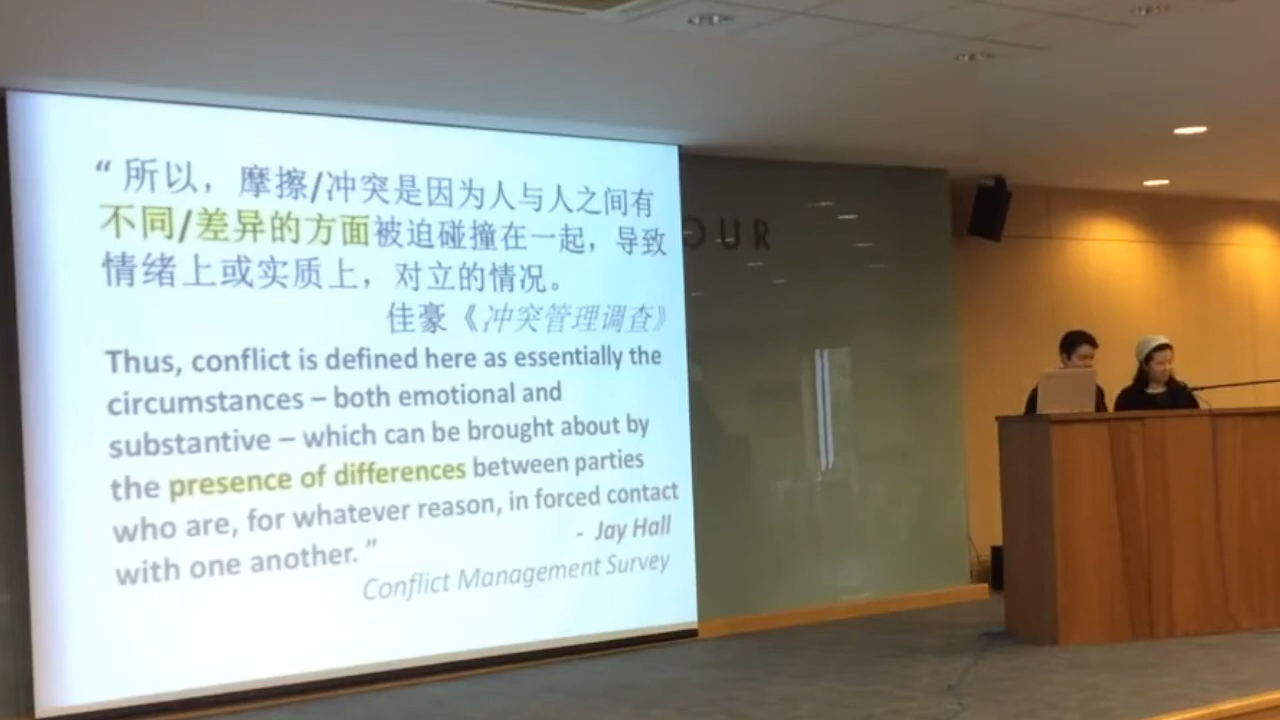 “ 所以，摩擦/冲突是因为人与人之间有
不同/差异的方面被迫碰撞在一起，导致
情绪上或实质上，对立的情况。
佳豪《冲突管理调查》
Thus, conflict is defined here as essentially the
circumstances – both emotional and
substantive – which can be brought about by
the presence of differences between parties
who are, for whatever reason, in forced contact
with one another. ”
- Jay Hall
Conflict Management Survey
OUR